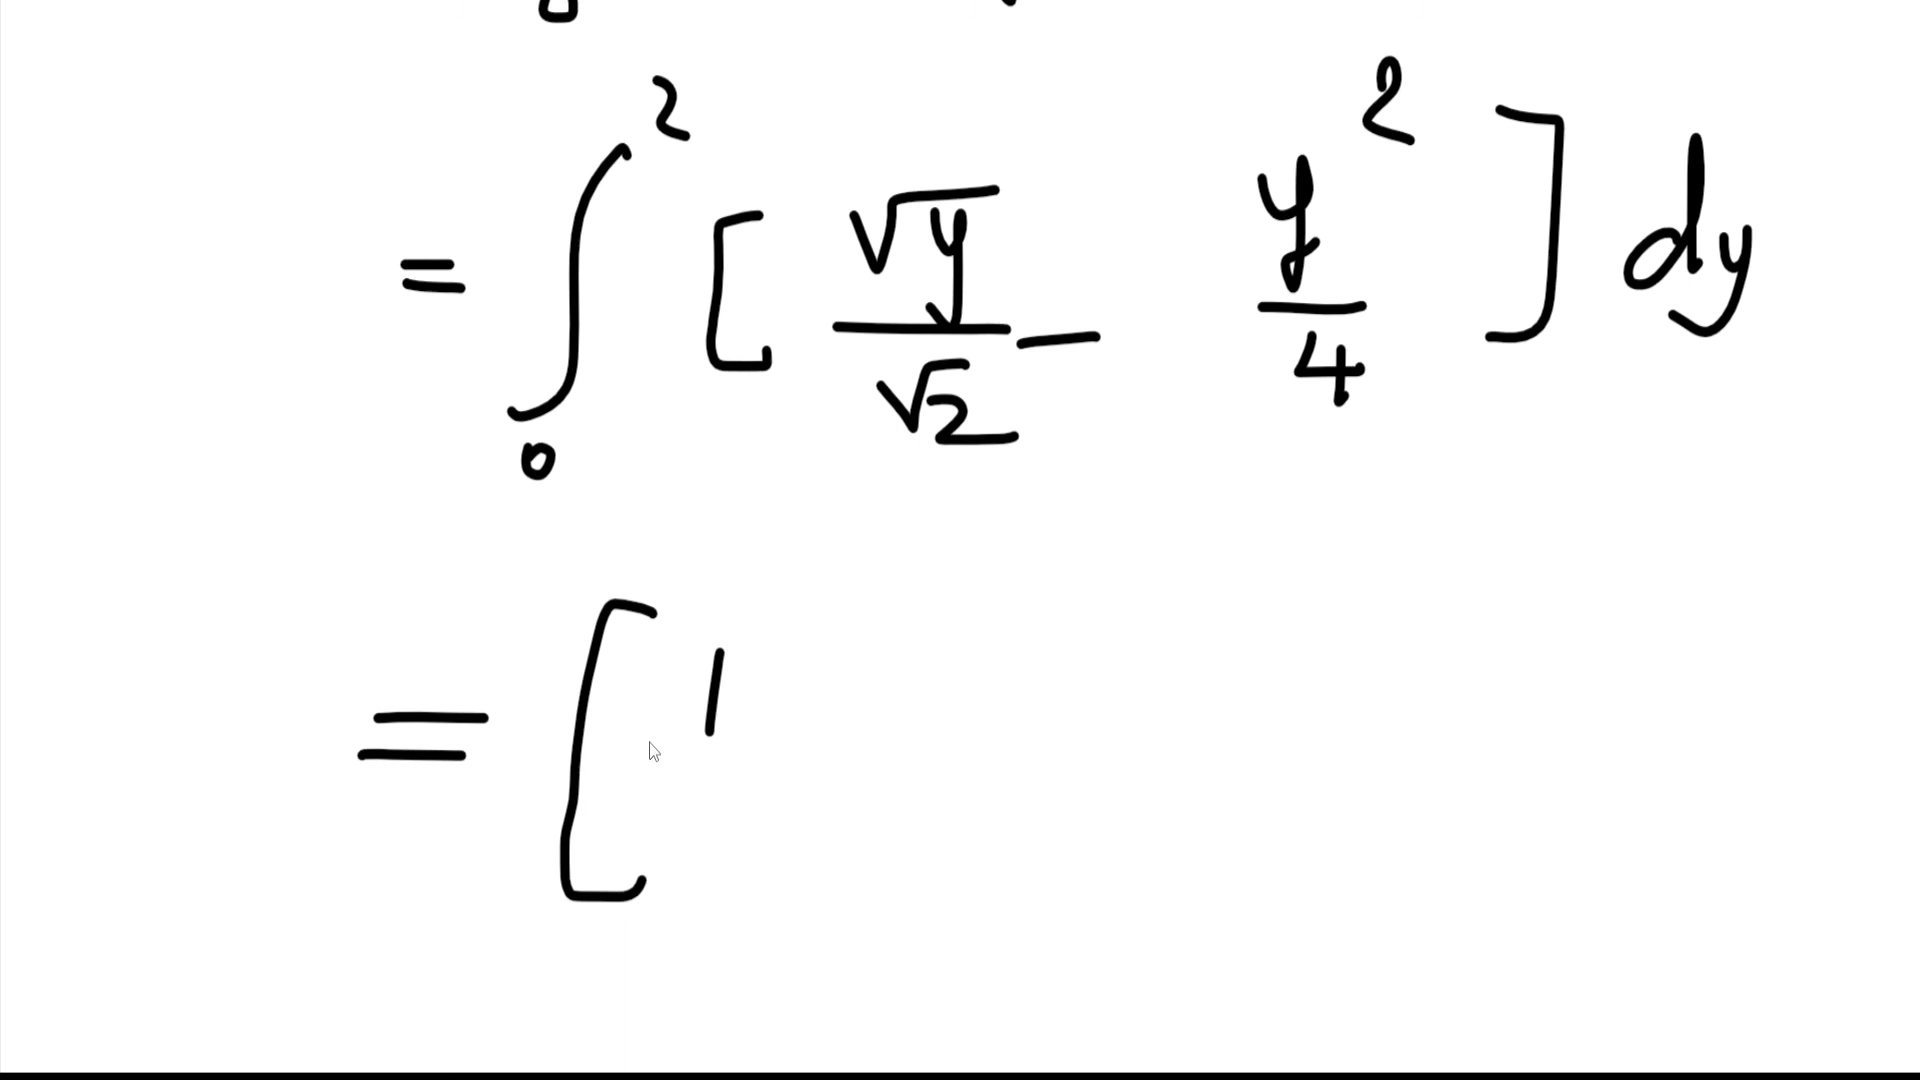 = ∫₀² [ √y/√2 − y²/4 ] dy
= [ 1